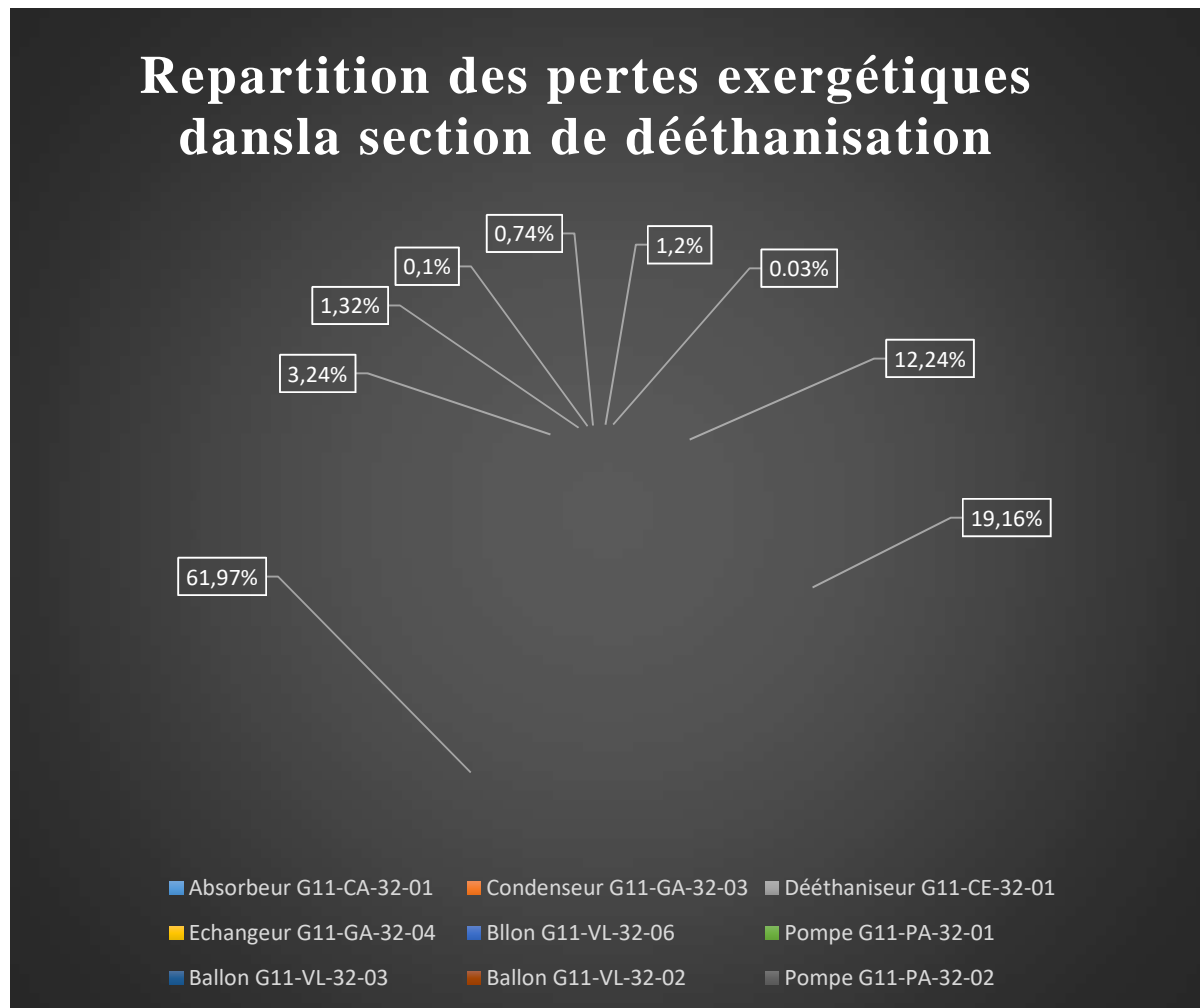 Repartition des pertes exergétiques
dansla section de dééthanisation
0,74%
1,2%
0,1%
0.03%
1,32%
12,24%
3,24%
19,16%
61,97%
Absorbeur G11-CA-32-01
Condenseur G11-GA-32-03
Dééthaniseur G11-CE-32-01
Echangeur G11-GA-32-04
Bllon G11-VL-32-06
Pompe G11-PA-32-01
Ballon G11-VL-32-03
Ballon G11-VL-32-02
Pompe G11-PA-32-02